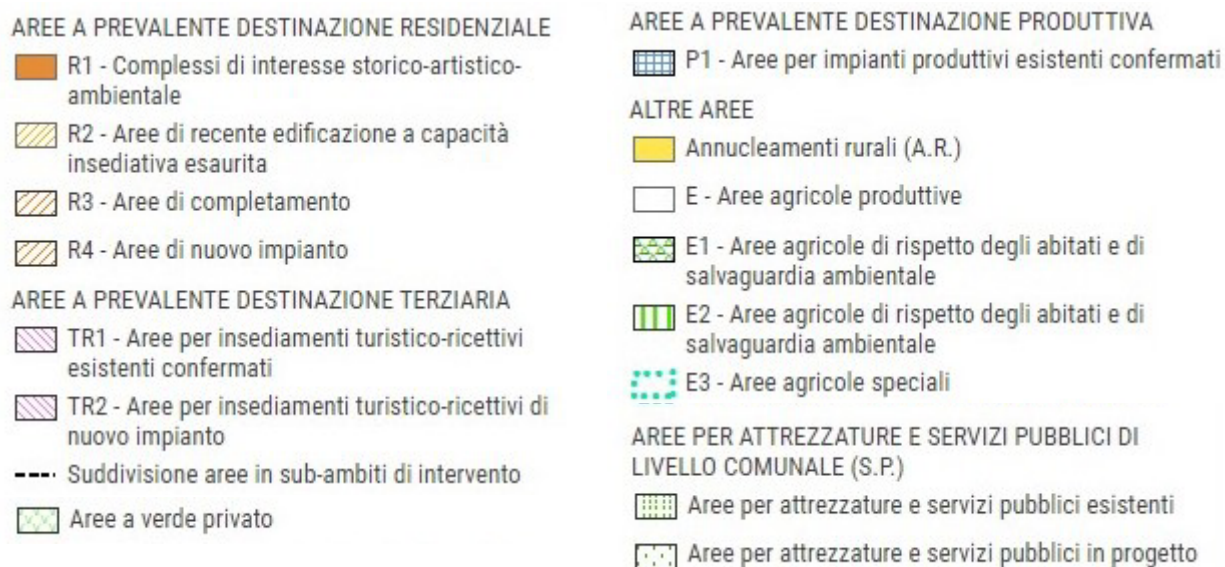 AREE A PREVALENTE DESTINAZIONE RESIDENZIALE
R1 - Complessi di interesse storico-artistico-
ambientale
R2 - Aree di recente edificazione a capacità
insediativa esaurita
R3 - Aree di completamento
R4 - Aree di nuovo impianto
AREE A PREVALENTE DESTINAZIONE TERZIARIA
TR1 - Aree per insediamenti turistico-ricettivi
esistenti confermati
TR2 - Aree per insediamenti turistico-ricettivi di
nuovo impianto
Suddivisione aree in sub-ambiti di intervento
Aree a verde privato
AREE A PREVALENTE DESTINAZIONE PRODUTTIVA
P1 - Aree per impianti produttivi esistenti confermati
ALTRE AREE
Annucleamenti rurali (A.R.)
E - Aree agricole produttive
E1 - Aree agricole di rispetto degli abitati e di
salvaguardia ambientale
E2 - Aree agricole di rispetto degli abitati e di
salvaguardia ambientale
E3 - Aree agricole speciali
AREE PER ATTREZZATURE E SERVIZI PUBBLICI DI
LIVELLO COMUNALE (S.P.)
Aree per attrezzature e servizi pubblici esistenti
Aree per attrezzature e servizi pubblici in progetto